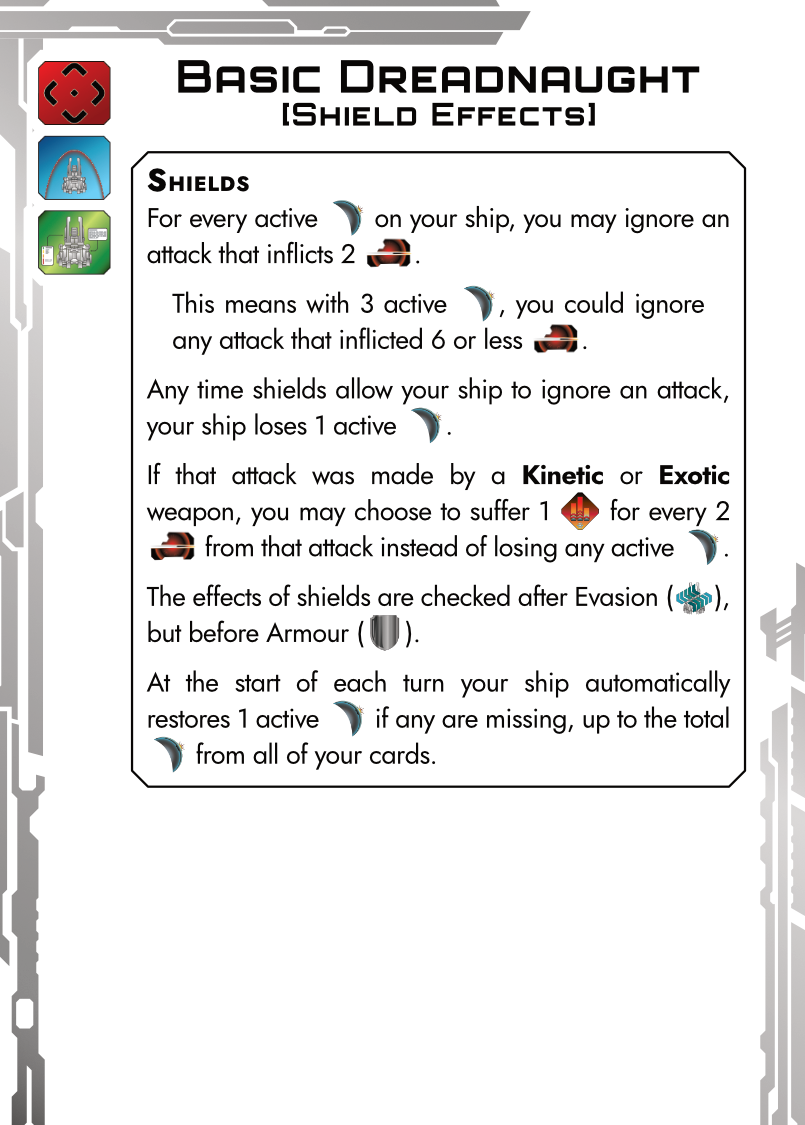 Basic Dreadnaught
[Shield Effects]
Shields
For every active on your ship, you may ignore an
attack that inflicts 2 .
This means with 3 active , you could ignore
any attack that inflicted 6 or less .
Any time shields allow your ship to ignore an attack,
your ship loses 1 active .
If that attack was made by a Kinetic or Exotic
weapon, you may choose to suffer 1 for every 2
from that attack instead of losing any active .
The effects of shields are checked after Evasion ( ),
but before Armour ( ).
At the start of each turn your ship automatically
restores 1 active if any are missing, up to the total
from all of your cards.